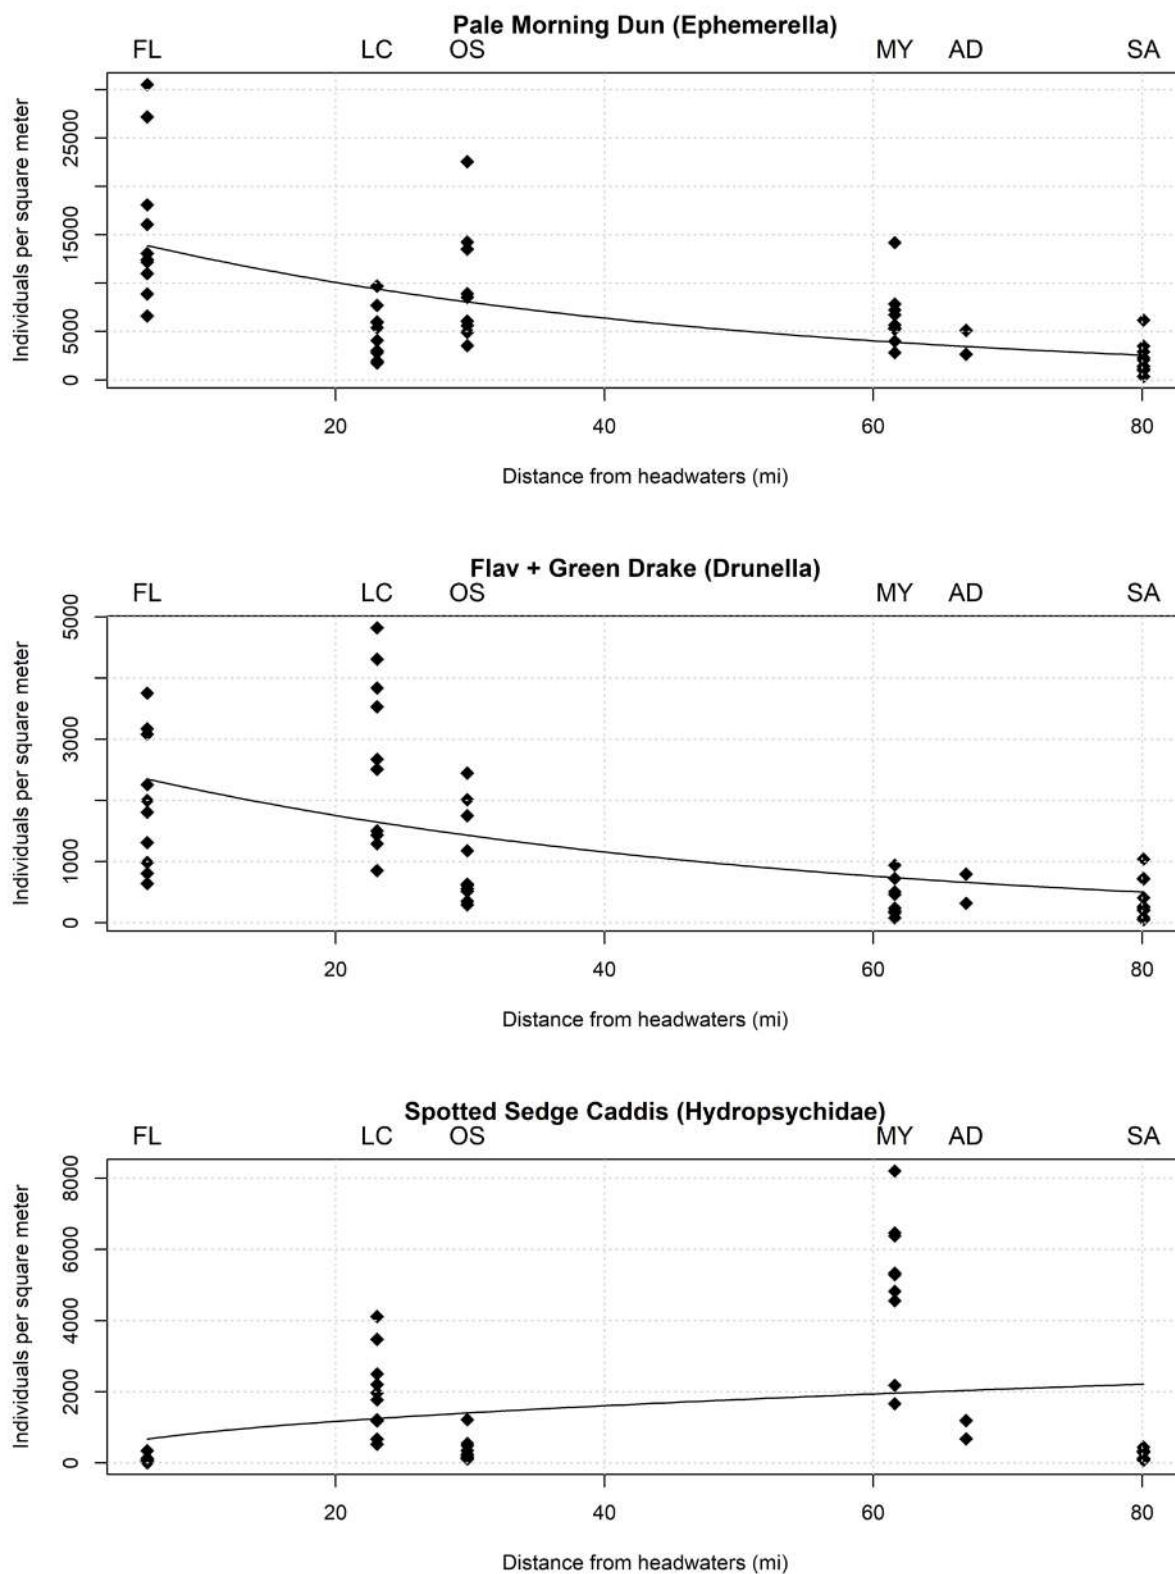 Pale Morning Dun (Ephemerella)
FL LC OS MY AD SA
Individuals per square meter
25000
15000
5000
0
20 40 60 80
Distance from headwaters (mi)
Flav + Green Drake (Drunella)
FL LC OS MY AD SA
Individuals per square meter
5000
3000
1000
0
20 40 60 80
Distance from headwaters (mi)
Spotted Sedge Caddis (Hydropsychidae)
FL LC OS MY AD SA
Individuals per square meter
8000
6000
4000
2000
0
20 40 60 80
Distance from headwaters (mi)